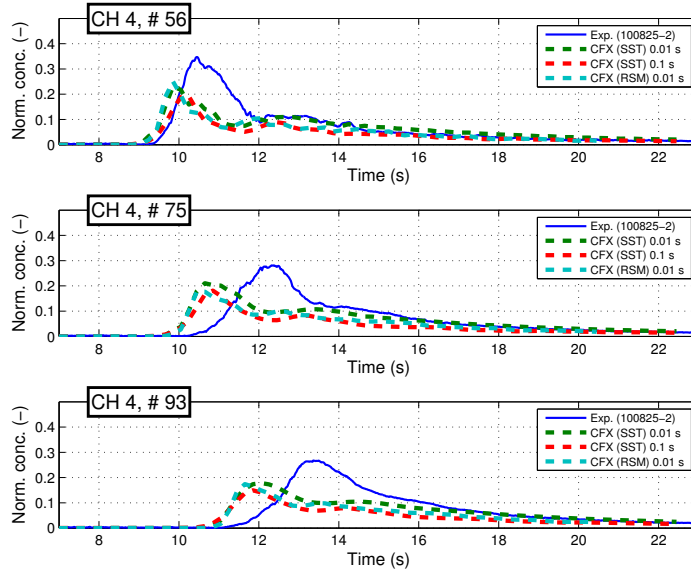 CH 4, # 56
Norm. conc. (−)
0.4
0.3
0.2
0.1
0
Exp. (100825−2)
CFX (SST) 0.01 s
CFX (SST) 0.1 s
CFX (RSM) 0.01 s
8 10 12 14 16 18 20 22
Time (s)
CH 4, # 75
Norm. conc. (−)
0.4
0.3
0.2
0.1
0
Exp. (100825−2)
CFX (SST) 0.01 s
CFX (SST) 0.1 s
CFX (RSM) 0.01 s
8 10 12 14 16 18 20 22
Time (s)
CH 4, # 93
Norm. conc. (−)
0.4
0.3
0.2
0.1
0
Exp. (100825−2)
CFX (SST) 0.01 s
CFX (SST) 0.1 s
CFX (RSM) 0.01 s
8 10 12 14 16 18 20 22
Time (s)